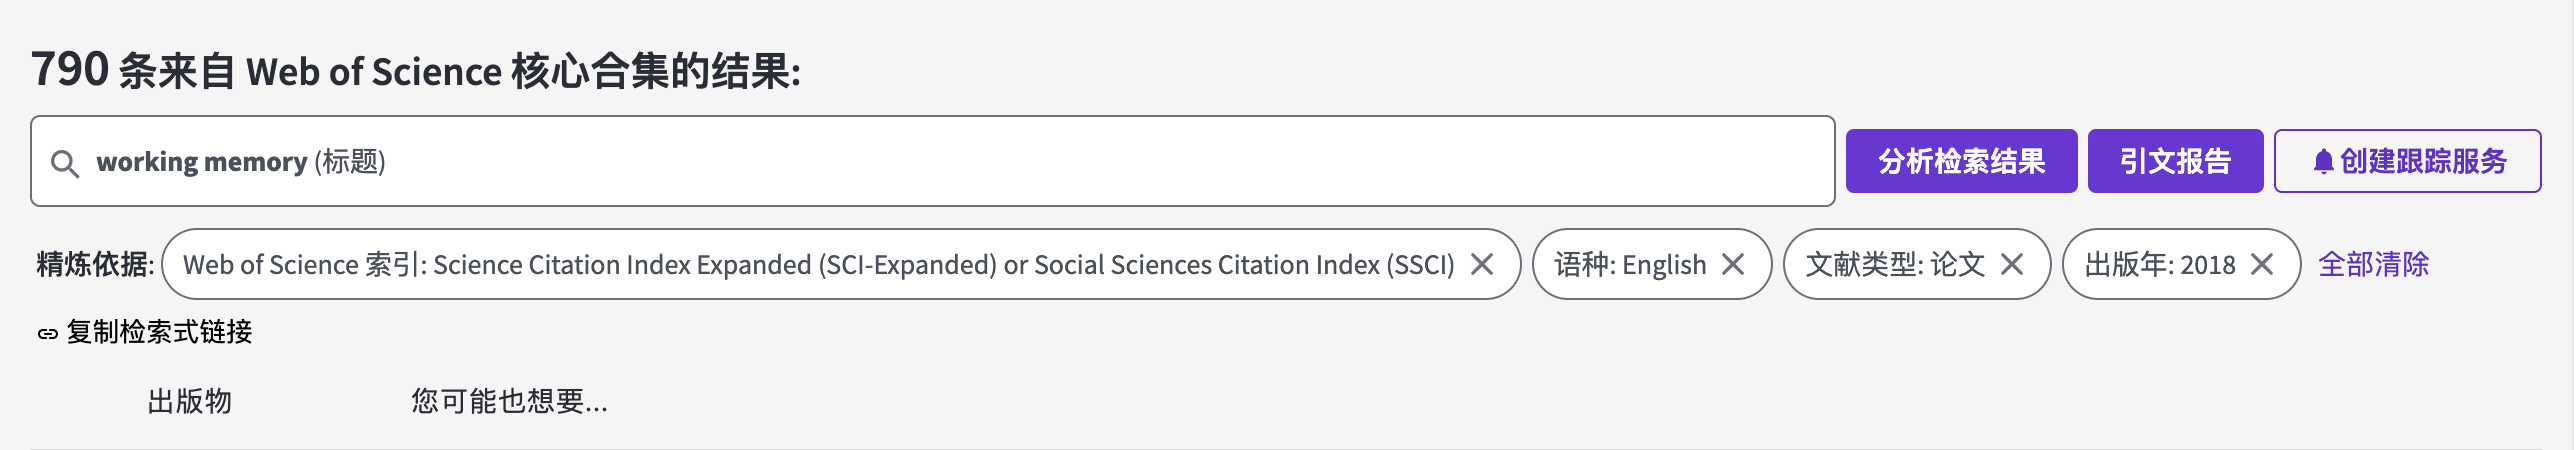 790 条来自 Web of Science 核心合集的结果:
working memory (标题)
分析检索结果
引文报告
创建跟踪服务
精炼依据: Web of Science 索引: Science Citation Index Expanded (SCI-Expanded) or Social Sciences Citation Index (SSCI) 语种: English 文献类型: 论文 出版年: 2018 全部清除
复制检索式链接
出版物 您可能也想要...